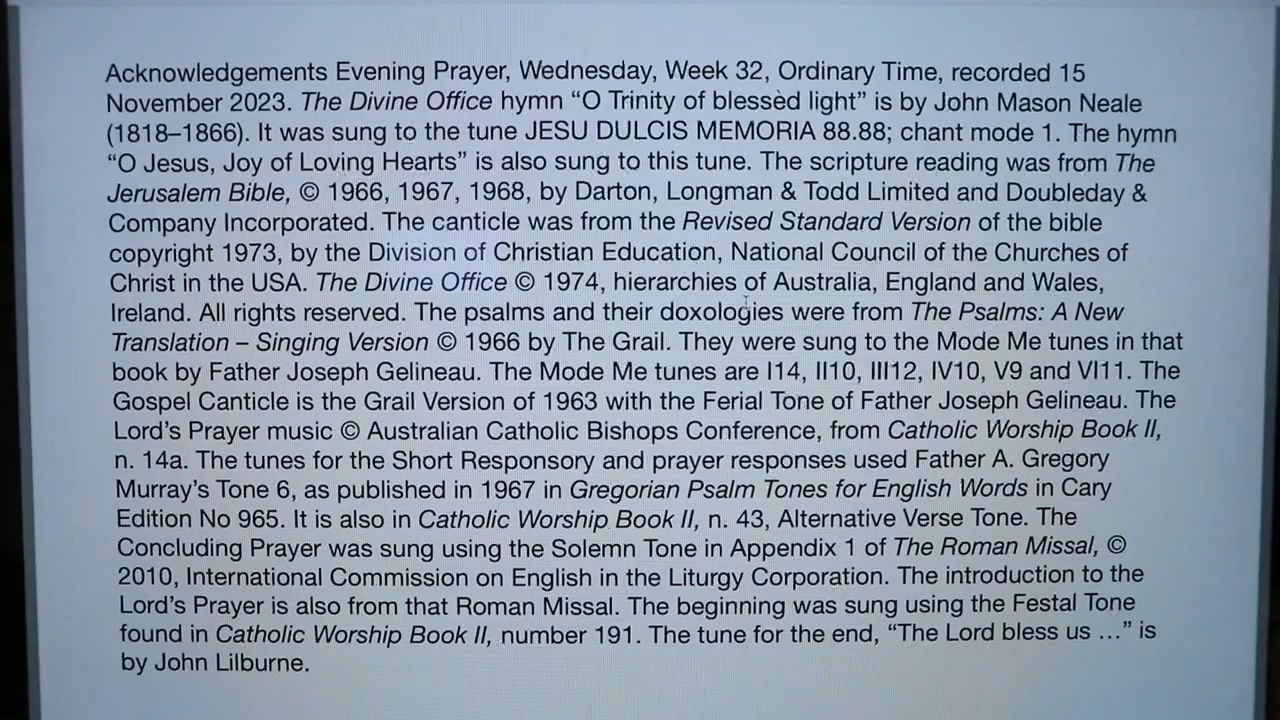 Acknowledgements Evening Prayer, Wednesday, Week 32, Ordinary Time, recorded 15
November 2023. The Divine Office hymn “O Trinity of blessèd light” is by John Mason Neale
(1818–1866). It was sung to the tune JESU DULCIS MEMORIA 88.88; chant mode 1. The hymn
“O Jesus, Joy of Loving Hearts” is also sung to this tune. The scripture reading was from The
Jerusalem Bible, © 1966, 1967, 1968, by Darton, Longman & Todd Limited and Doubleday &
Company Incorporated. The canticle was from the Revised Standard Version of the bible
copyright 1973, by the Division of Christian Education, National Council of the Churches of
Christ in the USA. The Divine Office © 1974, hierarchies of Australia, England and Wales,
Ireland. All rights reserved. The psalms and their doxologies were from The Psalms: A New
Translation – Singing Version © 1966 by The Grail. They were sung to the Mode Me tunes in that
book by Father Joseph Gelineau. The Mode Me tunes are I14, II10, III12, IV10, V9 and VI11. The
Gospel Canticle is the Grail Version of 1963 with the Ferial Tone of Father Joseph Gelineau. The
Lord’s Prayer music © Australian Catholic Bishops Conference, from Catholic Worship Book II,
n. 14a. The tunes for the Short Responsory and prayer responses used Father A. Gregory
Murray’s Tone 6, as published in 1967 in Gregorian Psalm Tones for English Words in Cary
Edition No 965. It is also in Catholic Worship Book II, n. 43, Alternative Verse Tone. The
Concluding Prayer was sung using the Solemn Tone in Appendix 1 of The Roman Missal, ©
2010, International Commission on English in the Liturgy Corporation. The introduction to the
Lord’s Prayer is also from that Roman Missal. The beginning was sung using the Festal Tone
found in Catholic Worship Book II, number 191. The tune for the end, “The Lord bless us …” is
by John Lilburne.